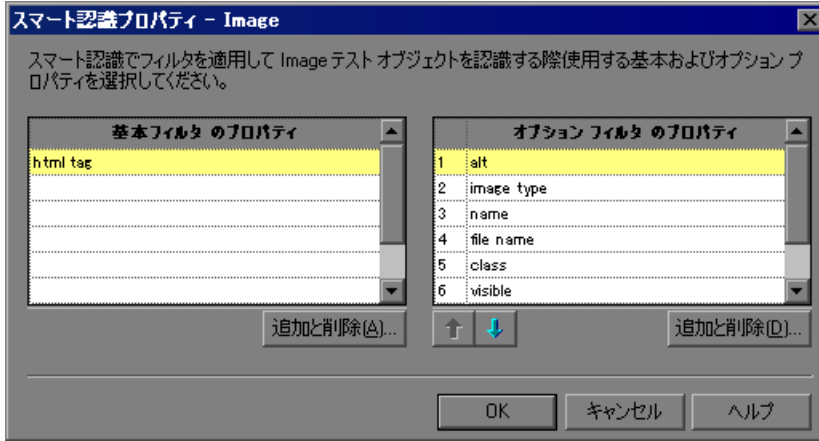 スマート認識プロパティ - Image
スマート認識でフィルタを適用して Image テスト オブジェクトを認識する際使用する基本およびオプション プ
ロパティを選択してください。
基本フィルタ のプロパティ
html tag
追加と削除(A)...
オプション フィルタ のプロパティ
1 alt
2 image type
3 name
4 file name
5 class
6 visible
追加と削除(D)...
OK
キャンセル
ヘルプ